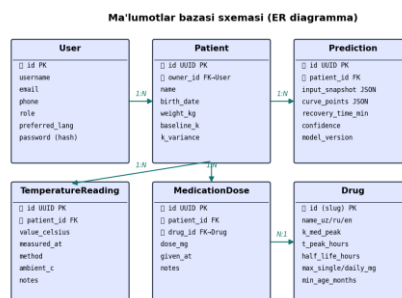 Ma'lumotlar bazasi sxemasi (ER diagramma)
User
id PK
username
email
phone
role
preferred_lang
password (hash)
1:N
Patient
id UUID PK
owner_id FK→User
name
birth_date
weight_kg
baseline_k
k_variance
1:N
Prediction
id UUID PK
patient_id FK
input_snapshot JSON
curve_points JSON
recovery_time_min
confidence
model_version
1:N
1:N
TemperatureReading
id UUID PK
patient_id FK
value_celsius
measured_at
method
ambient_c
notes
MedicationDose
id UUID PK
patient_id FK
drug_id FK→Drug
dose_mg
given_at
notes
N:1
Drug
id (slug) PK
name_uz/ru/en
k_med_peak
t_peak_hours
half_life_hours
max_single/daily_mg
min_age_months